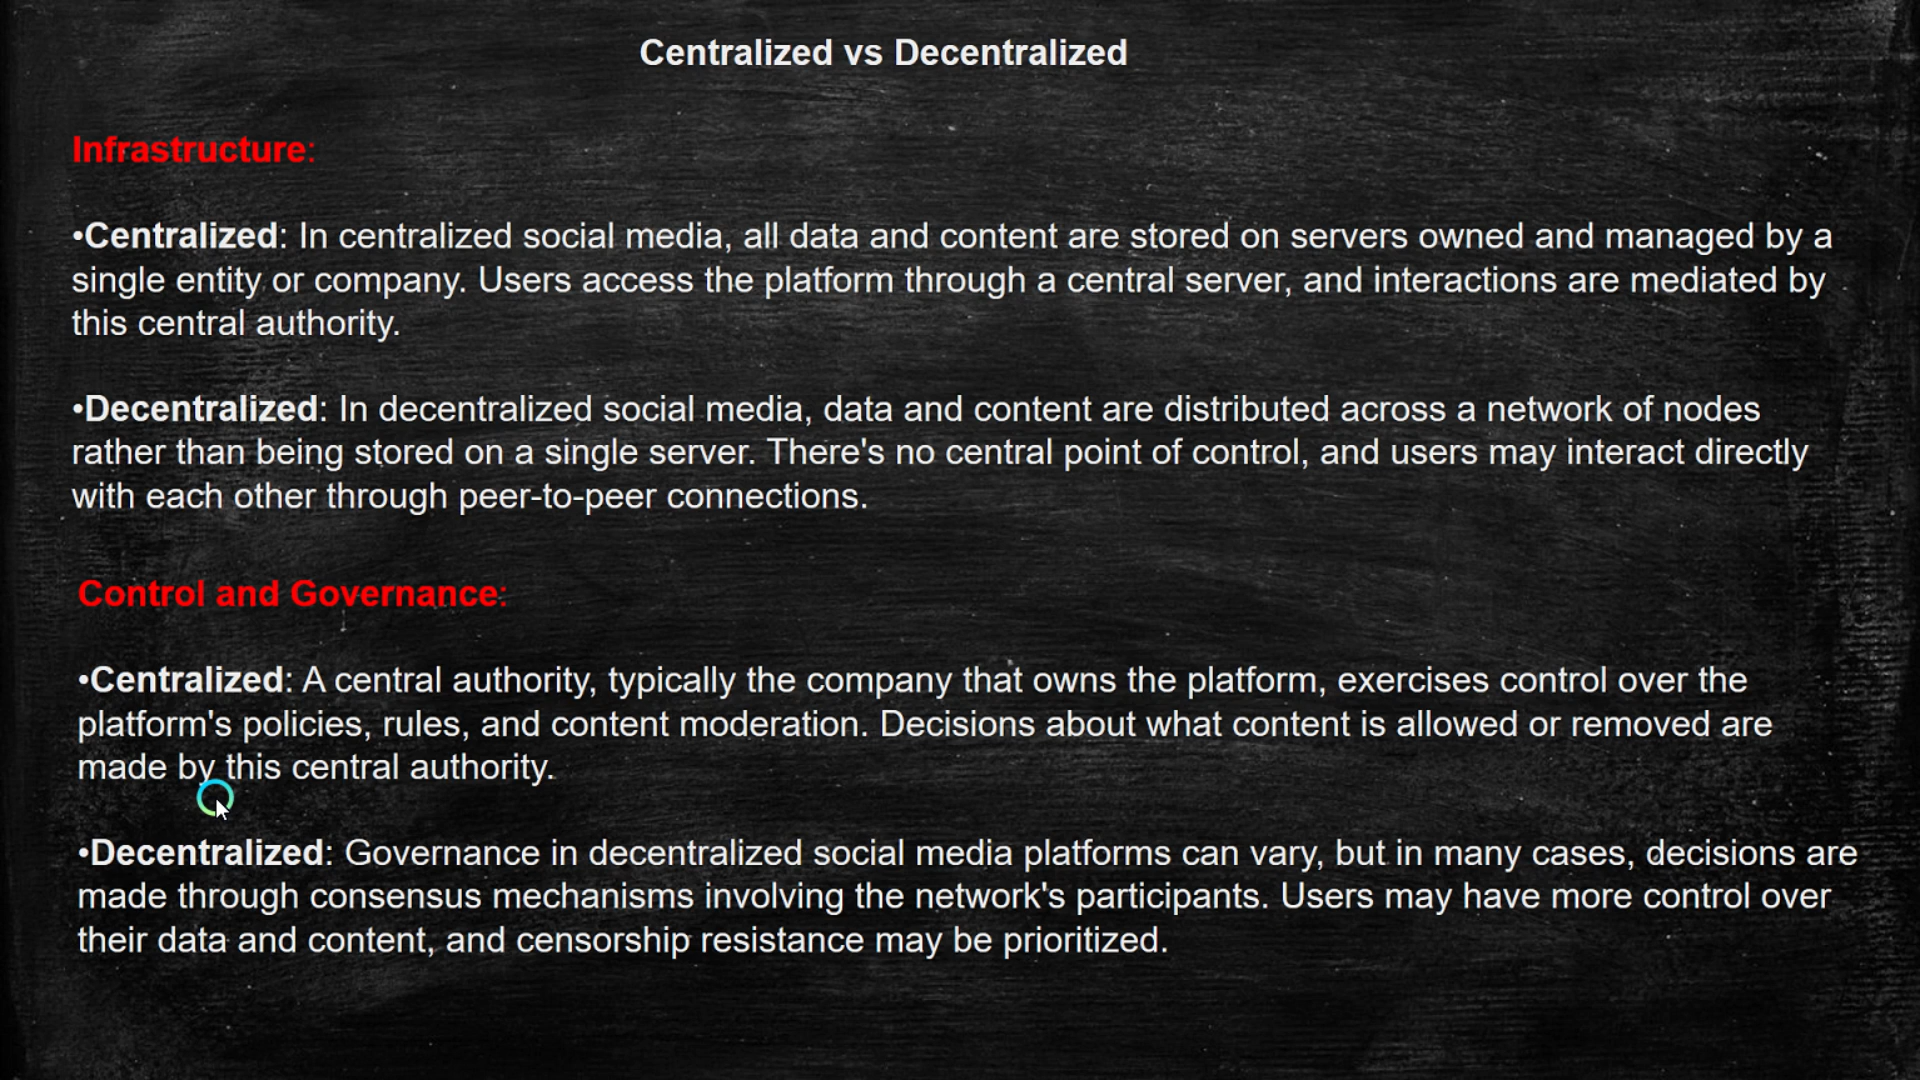 Centralized vs Decentralized
Infrastructure:
•Centralized: In centralized social media, all data and content are stored on servers owned and managed by a
single entity or company. Users access the platform through a central server, and interactions are mediated by
this central authority.
•Decentralized: In decentralized social media, data and content are distributed across a network of nodes
rather than being stored on a single server. There's no central point of control, and users may interact directly
with each other through peer-to-peer connections.
Control and Governance:
•Centralized: A central authority, typically the company that owns the platform, exercises control over the
platform's policies, rules, and content moderation. Decisions about what content is allowed or removed are
made by this central authority.
•Decentralized: Governance in decentralized social media platforms can vary, but in many cases, decisions are
made through consensus mechanisms involving the network's participants. Users may have more control over
their data and content, and censorship resistance may be prioritized.